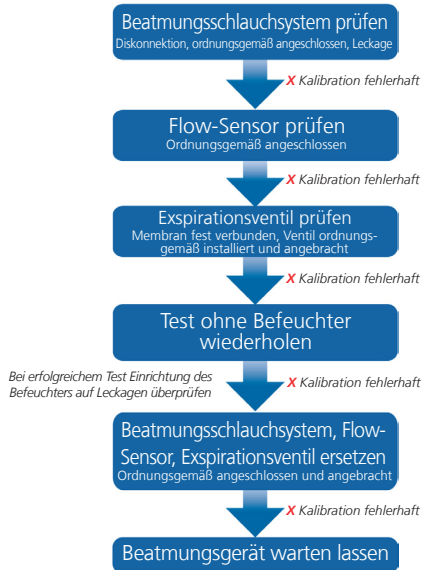 Beatmungsschlauchsystem prüfen
Diskonnektion, ordnungsgemäß angeschlossen, Leckage
X Kalibration fehlerhaft
Flow-Sensor prüfen
Ordnungsgemäß angeschlossen
X Kalibration fehlerhaft
Exspirationsventil prüfen
Membran fest verbunden, Ventil ordnungs-
gemäß installiert und angebracht
X Kalibration fehlerhaft
Test ohne Befeuchter
wiederholen
Bei erfolgreichem Test Einrichtung des
Befeuchters auf Leckagen überprüfen
X Kalibration fehlerhaft
Beatmungsschlauchsystem, Flow-
Sensor, Exspirationsventil ersetzen
Ordnungsgemäß angeschlossen und angebracht
X Kalibration fehlerhaft
Beatmungsgerät warten lassen